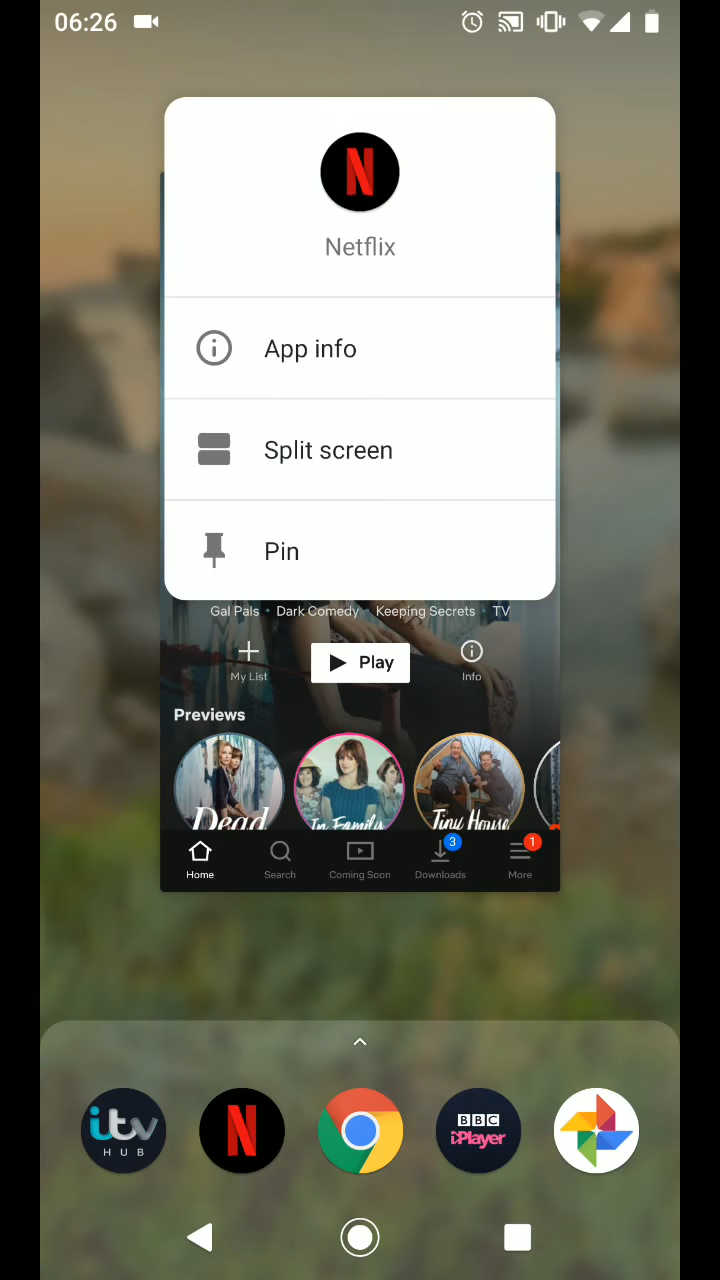 06:26
N
Netflix
App info
Split screen
Pin
Gal Pals • Dark Comedy • Keeping Secrets • TV
My List
Play
Info
Previews
Dead
In Family
Tiny House
3
1
Home
Search
Coming Soon
Downloads
More
itv
HUB
N
BBC
iPlayer